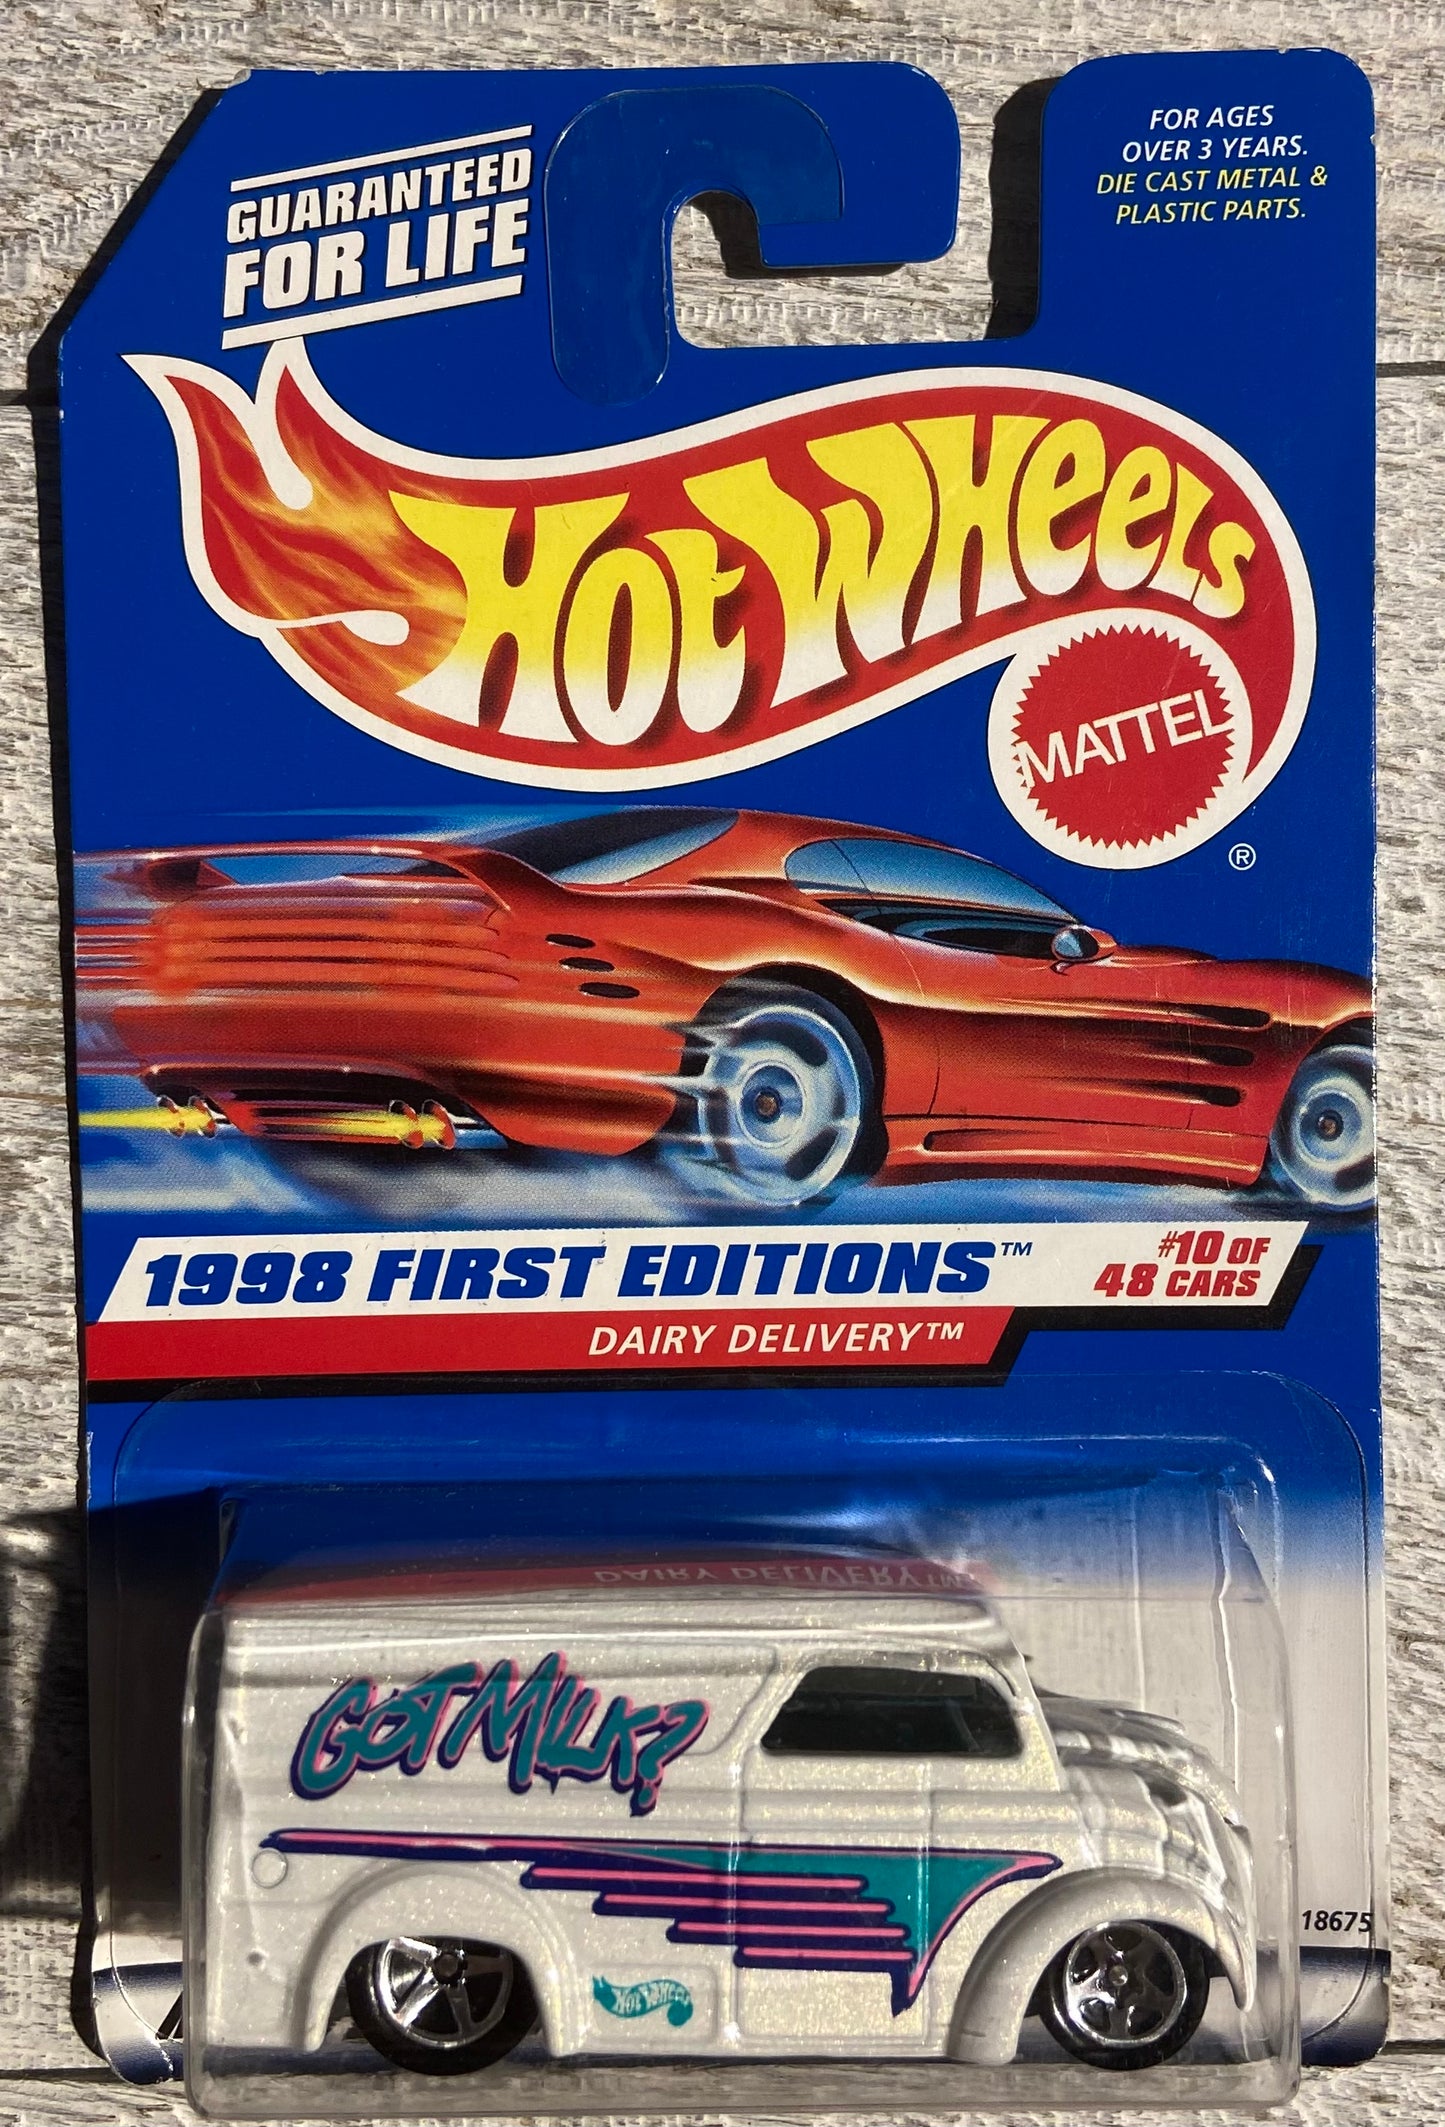 GUARANTEED
FOR LIFE
FOR AGES
OVER 3 YEARS.
DIE CAST METAL &
PLASTIC PARTS.
HOT WHEELS
MATTEL
®
1998 FIRST EDITIONS™
#10 OF
48 CARS
DAIRY DELIVERY™
DAIRY DELIVERY™
GOT MILK?
HOT WHEELS
18675